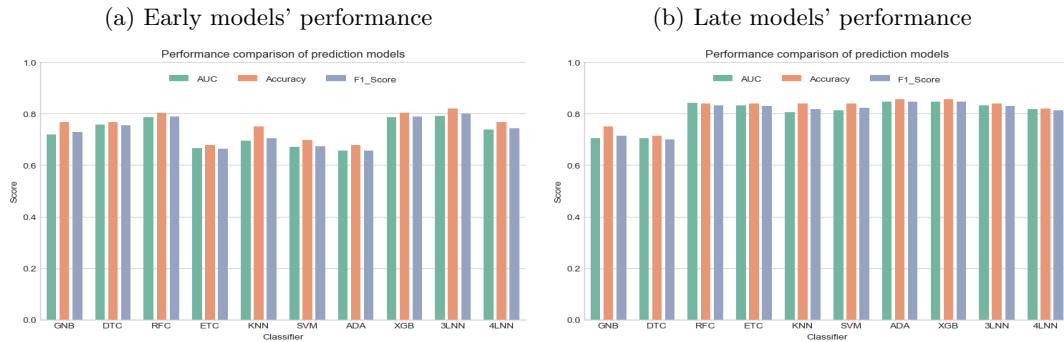 (a) Early models' performance
Performance comparison of prediction models
AUC Accuracy F1_Score
1.0
0.8
0.6
0.4
0.2
0.0
Score
GNB DTC RFC ETC KNN SVM ADA XGB 3LNN 4LNN
Classifier
(b) Late models' performance
Performance comparison of prediction models
AUC Accuracy F1_Score
1.0
0.8
0.6
0.4
0.2
0.0
Score
GNB DTC RFC ETC KNN SVM ADA XGB 3LNN 4LNN
Classifier